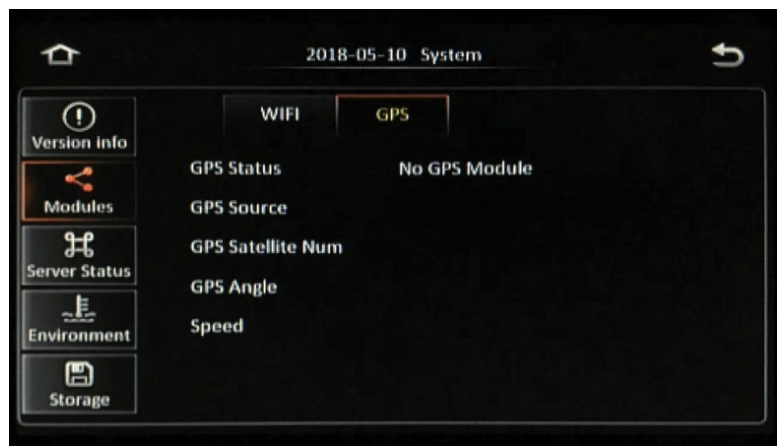 2018-05-10 System
Version info
Modules
Server Status
Environment
Storage
WIFI GPS
GPS Status No GPS Module
GPS Source
GPS Satellite Num
GPS Angle
Speed